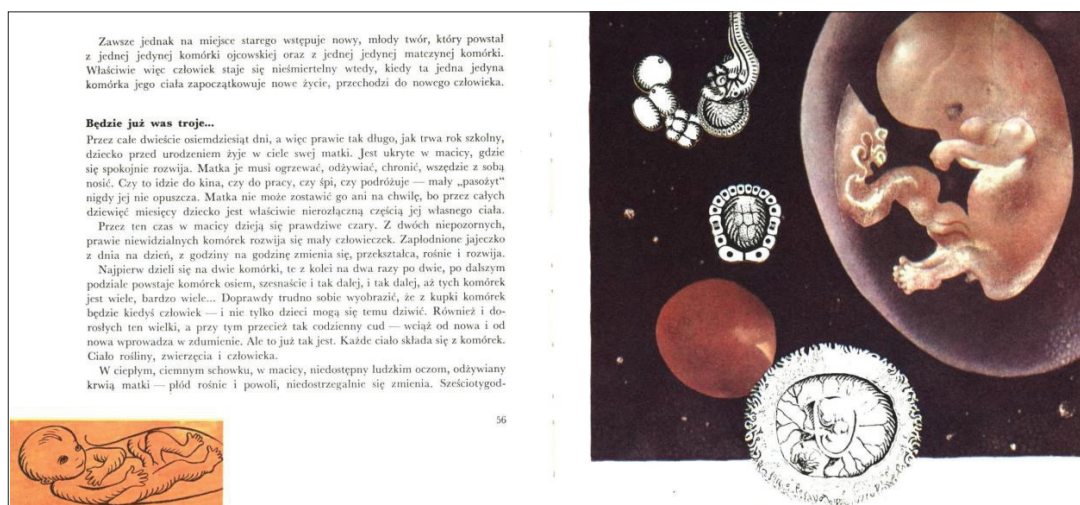 Zawsze jednak na miejsce starego wstępuje nowy, młody twór, który powstał
z jednej jedynej komórki ojcowskiej oraz z jednej jedynej matczynej komórki.
Właściwie więc człowiek staje się nieśmiertelny wtedy, kiedy ta jedna jedyna
komórka jego ciała zapoczątkowuje nowe życie, przechodzi do nowego człowieka.
Będzie już was troje...
Przez całe dwieście osiemdziesiąt dni, a więc prawie tak długo, jak trwa rok szkolny,
dziecko przed urodzeniem żyje w ciele swej matki. Jest ukryte w macicy, gdzie
się spokojnie rozwija. Matka je musi ogrzewać, odżywiać, chronić, wszędzie z sobą
nosić. Czy to idzie do kina, czy do pracy, czy śpi, czy podróżuje — mały „pasożyt”
nigdy jej nie opuszcza. Matka nie może zostawić go ani na chwilę, bo przez całych
dziewięć miesięcy dziecko jest właściwie nierozłączną częścią jej własnego ciała.
Przez ten czas w macicy dzieją się prawdziwe czary. Z dwóch niepozornych,
prawie niewidzialnych komórek rozwija się mały człowieczek. Zapłodnione jajeczko
z dnia na dzień, z godziny na godzinę zmienia się, przekształca, rośnie i rozwija.
Najpierw dzieli się na dwie komórki, te z kolei na dwa razy po dwie, po dalszym
podziale powstaje komórek osiem, szesnaście i tak dalej, i tak dalej, aż tych komórek
jest wiele, bardzo wiele... Doprawdy trudno sobie wyobrazić, że z kupki komórek
będzie kiedyś człowiek — i nie tylko dzieci mogą się temu dziwić. Również i do-
rosłych ten wielki, a przy tym przecież tak codzienny cud — wciąż od nowa i od
nowa wprowadza w zdumienie. Ale to już tak jest. Każde ciało składa się z komórek.
Ciało rośliny, zwierzęcia i człowieka.
W ciepłym, ciemnym schowku, w macicy, niedostępny ludzkim oczom, odżywiany
krwią matki — płód rośnie i powoli, niedostrzegalnie się zmienia. Sześciotygod-
56